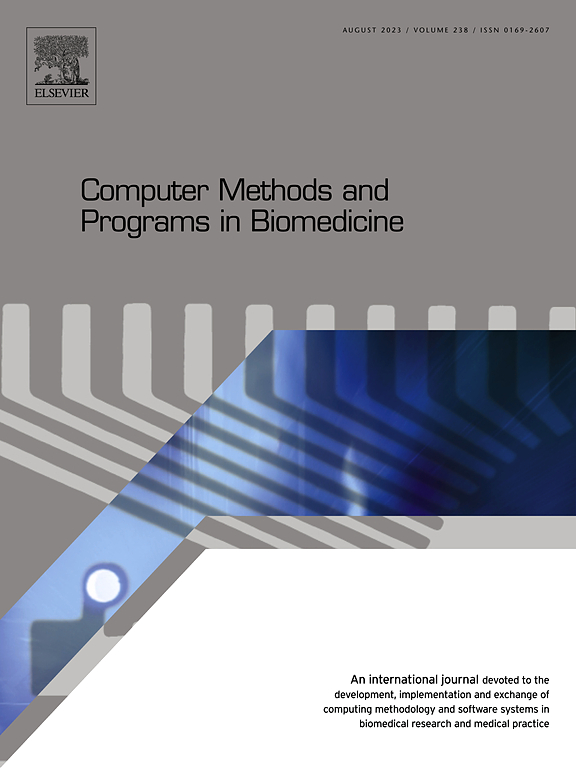 AUGUST 2023 / VOLUME 238 / ISSN 0169-2607
ELSEVIER
Computer Methods and
Programs in Biomedicine
An international journal devoted to the
development, implementation and exchange of
computing methodology and software systems in
biomedical research and medical practice